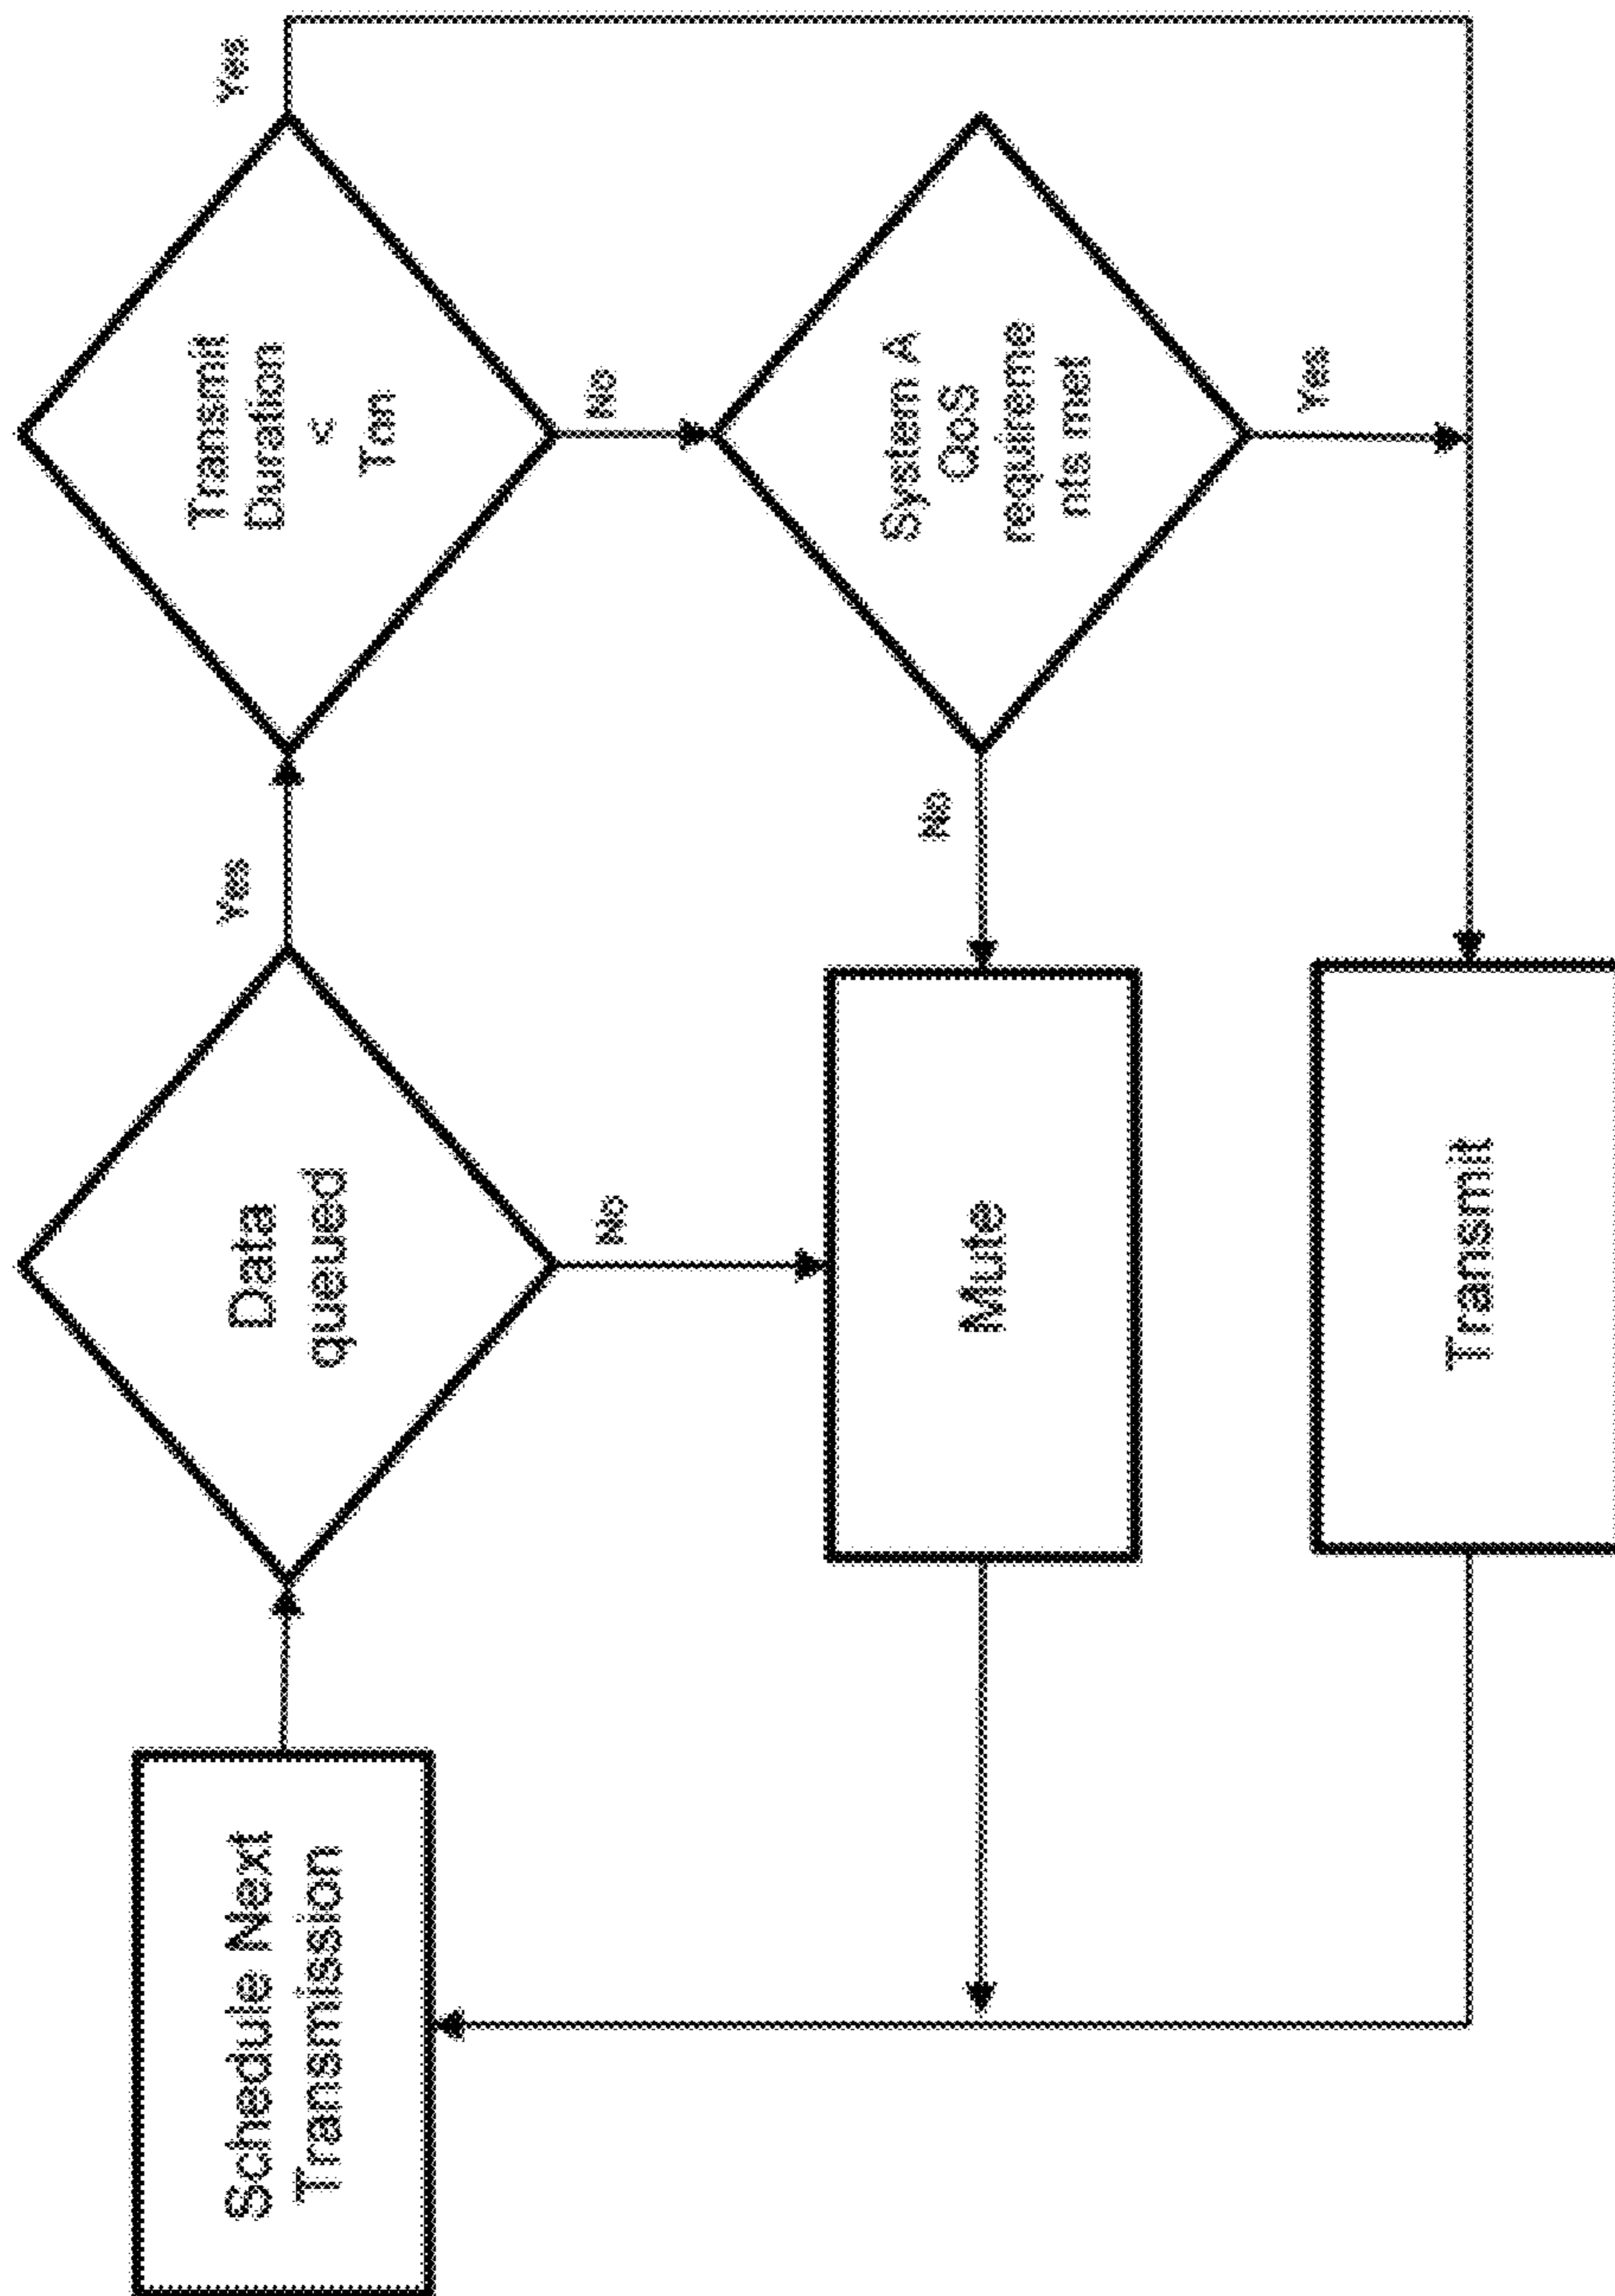 Schedule Next
Transmission
Data
queued
Yes
No
Transmit
Duration
<
Ton
Yes
No
System A
QoS
requireme
nts met
No
Yes
Mute
Transmit